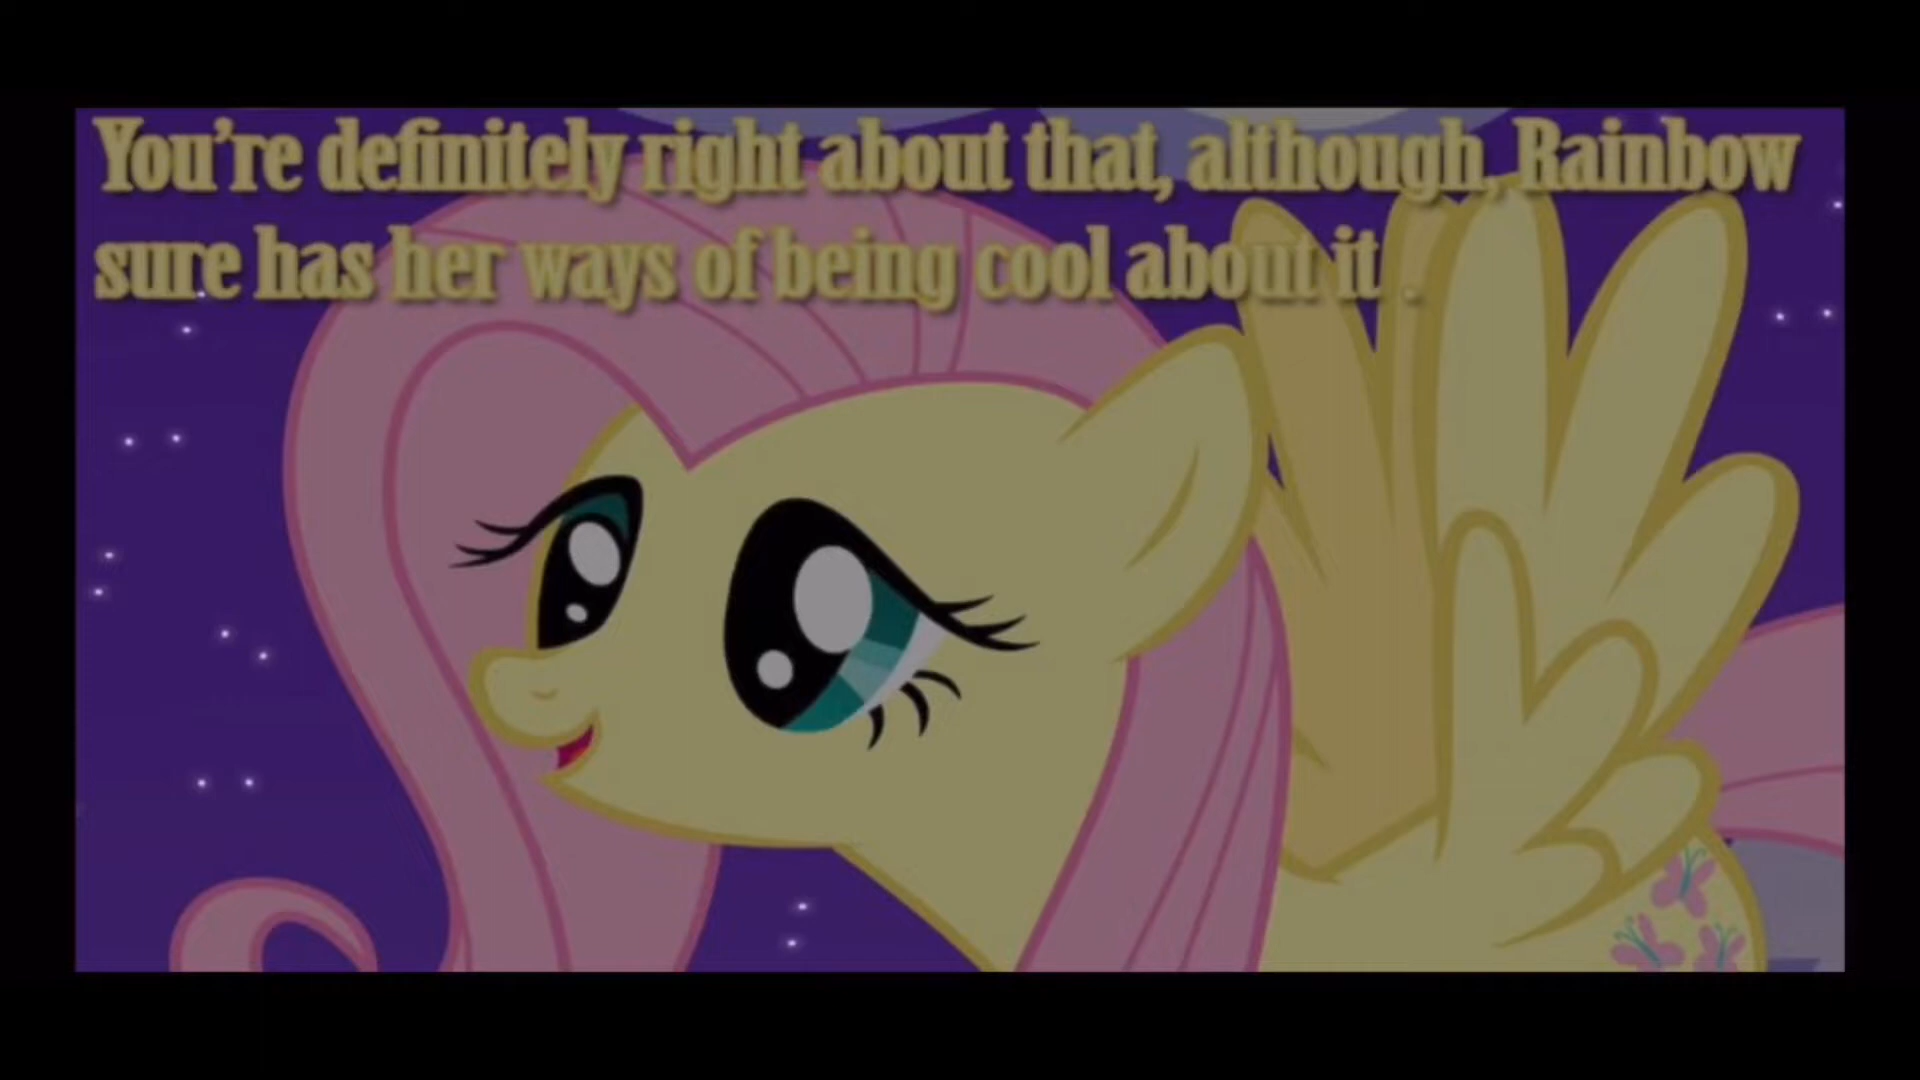 You're definitely right about that, although, Rainbow
sure has her ways of being cool about it .